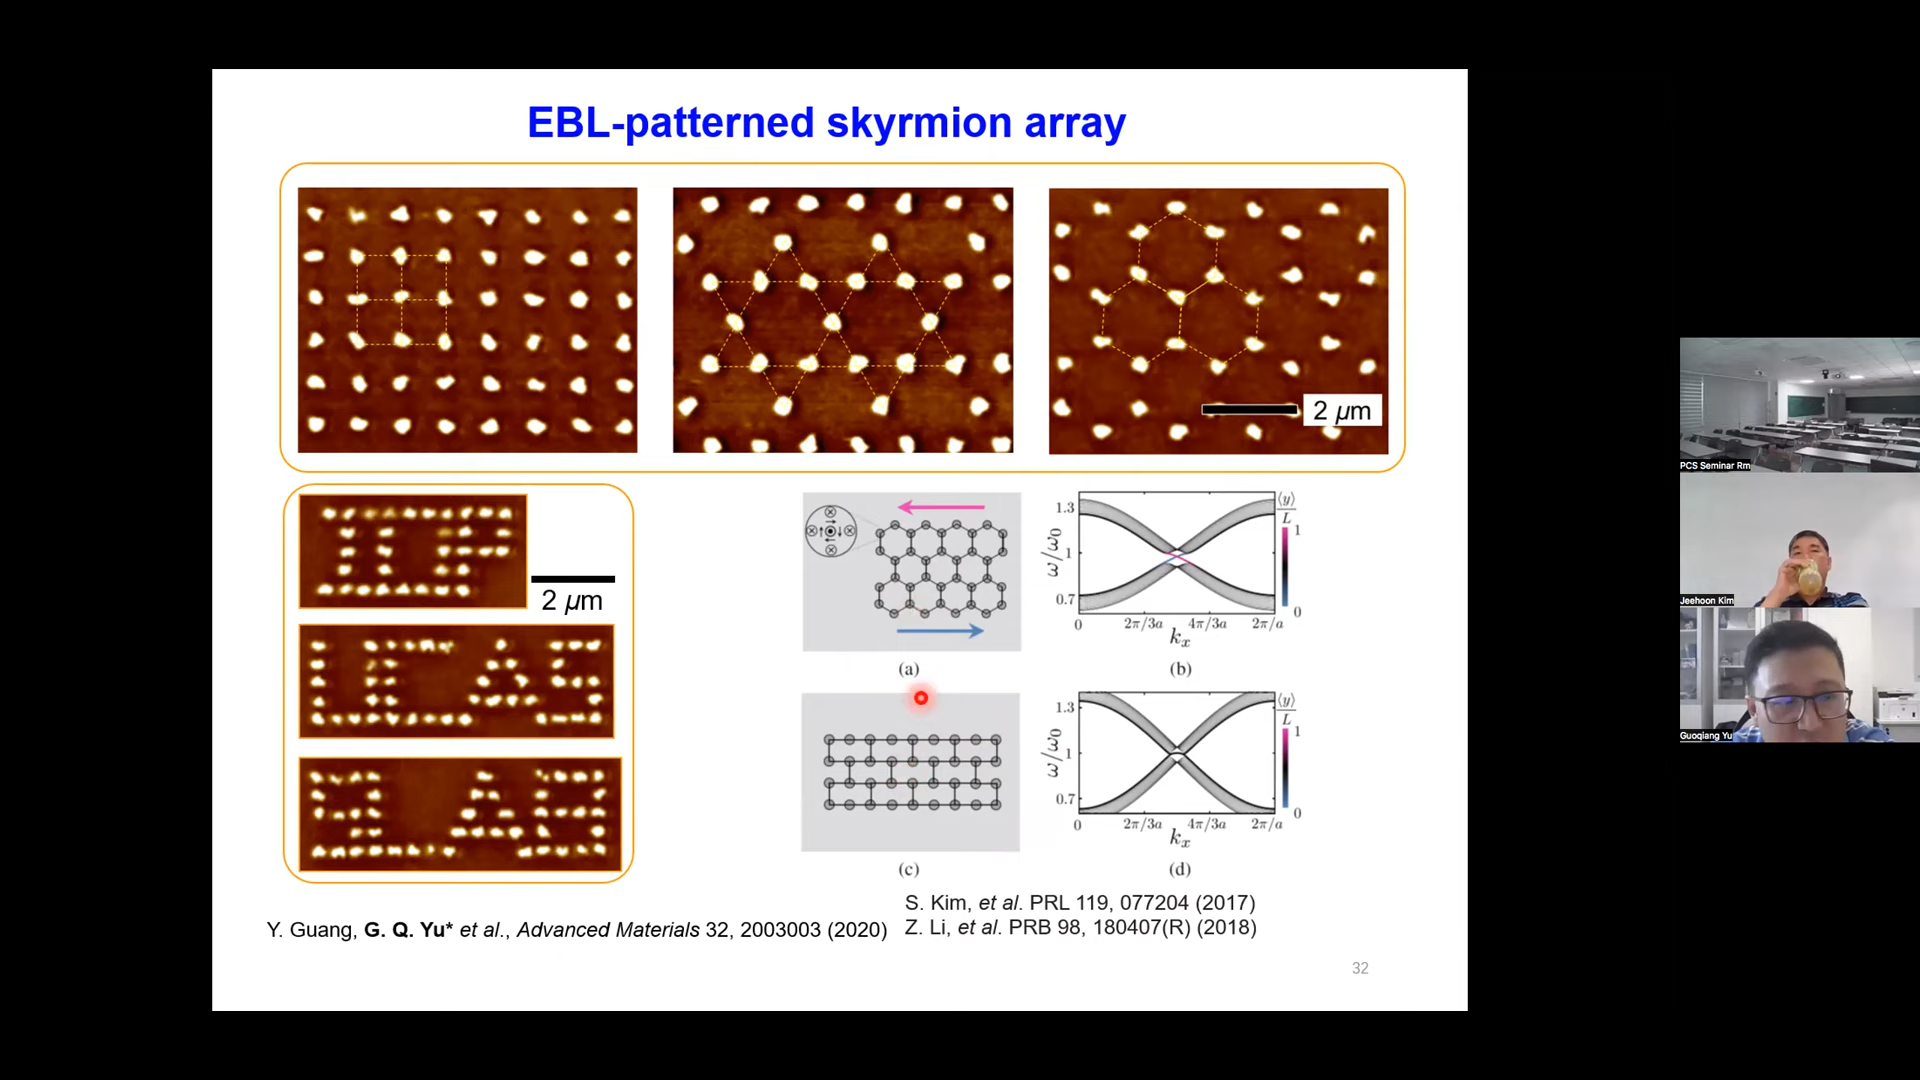 EBL-patterned skyrmion array
2 μm
2 μm
1.3
1
0.7
ω/ω0
0
2π/3a
4π/3a
2π/a
kx
⟨y⟩
L
1
0
(a)
(b)
1.3
1
0.7
ω/ω0
0
2π/3a
4π/3a
2π/a
kx
⟨y⟩
L
1
0
(c)
(d)
S. Kim, et al. PRL 119, 077204 (2017)
Y. Guang, G. Q. Yu* et al., Advanced Materials 32, 2003003 (2020)
Z. Li, et al. PRB 98, 180407(R) (2018)
32
PCS Seminar Rm
Jeehoon Kim
Guoqiang Yu